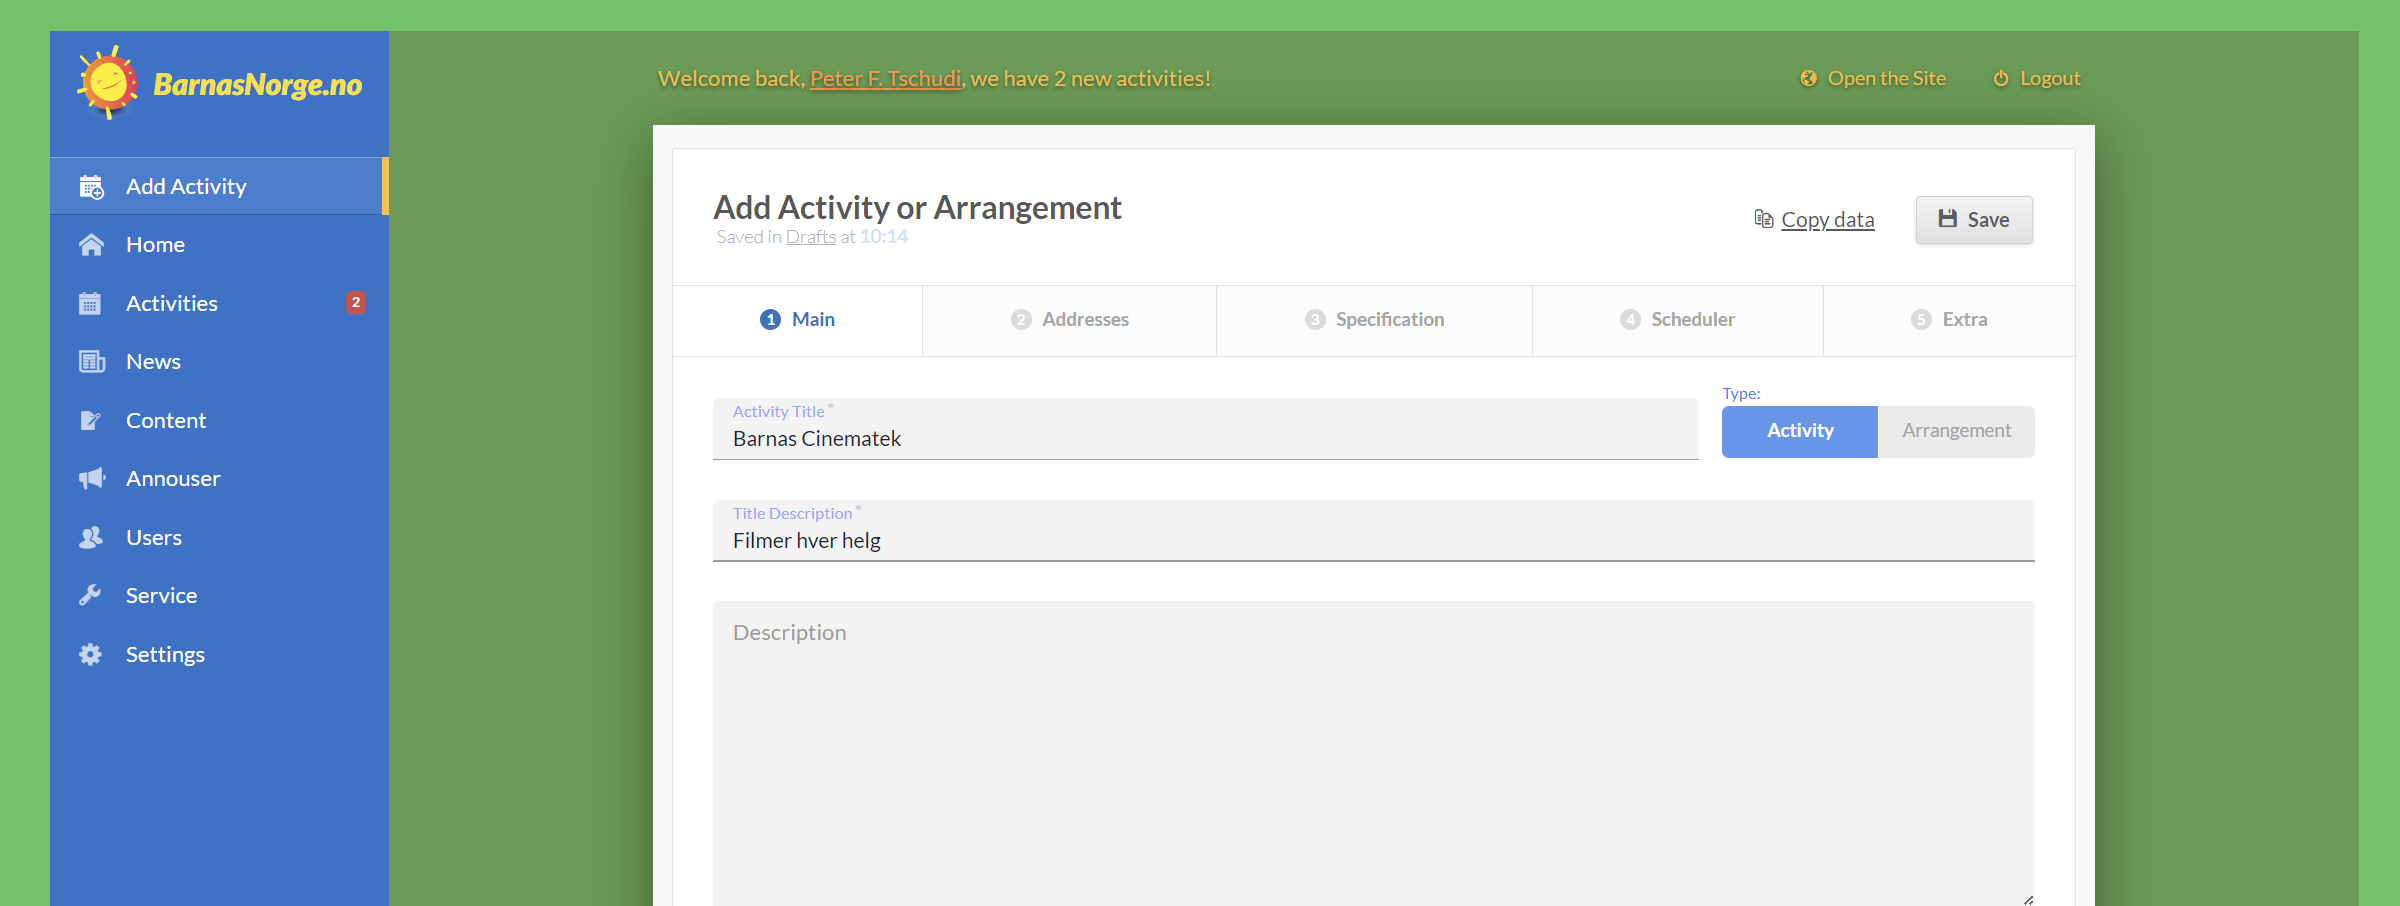 BarnasNorge.no
Add Activity
Home
Activities 2
News
Content
Annouser
Users
Service
Settings
Welcome back, Peter F. Tschudi, we have 2 new activities!
Open the Site
Logout
Add Activity or Arrangement
Saved in Drafts at 10:14
Copy data
Save
1 Main
2 Addresses
3 Specification
4 Scheduler
5 Extra
Activity Title *
Barnas Cinematek
Type:
Activity
Arrangement
Title Description *
Filmer hver helg
Description